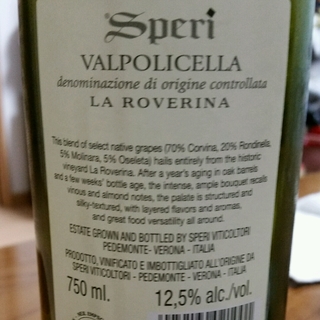 Speri
VALPOLICELLA
denominazione di origine controllata
LA ROVERINA
This blend of select native grapes (70% Corvina, 20% Rondinella,
5% Molinara, 5% Oseleta) hails entirely from the historic
vineyard La Roverina. After a year's aging in oak barrels
and a few weeks' bottle age, the intense, ample bouquet recalls
vinous and almond notes, the palate is structured and
silky-textured, with layered flavors and aromas,
and great food versatility all around.
ESTATE GROWN AND BOTTLED BY SPERI VITICOLTORI
PEDEMONTE - VERONA - ITALIA
PRODOTTO, VINIFICATO E IMBOTTIGLIATO ALL'ORIGINE DA
SPERI VITICOLTORI - PEDEMONTE - VERONA - ITALIA
750 ml. 12,5% alc./vol.